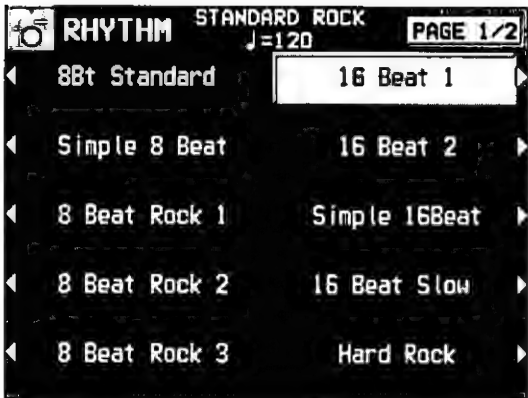 RHYTHM STANDARD ROCK PAGE 1/2
♩=120
8Bt Standard 16 Beat 1
Simple 8 Beat 16 Beat 2
8 Beat Rock 1 Simple 16Beat
8 Beat Rock 2 16 Beat Slow
8 Beat Rock 3 Hard Rock